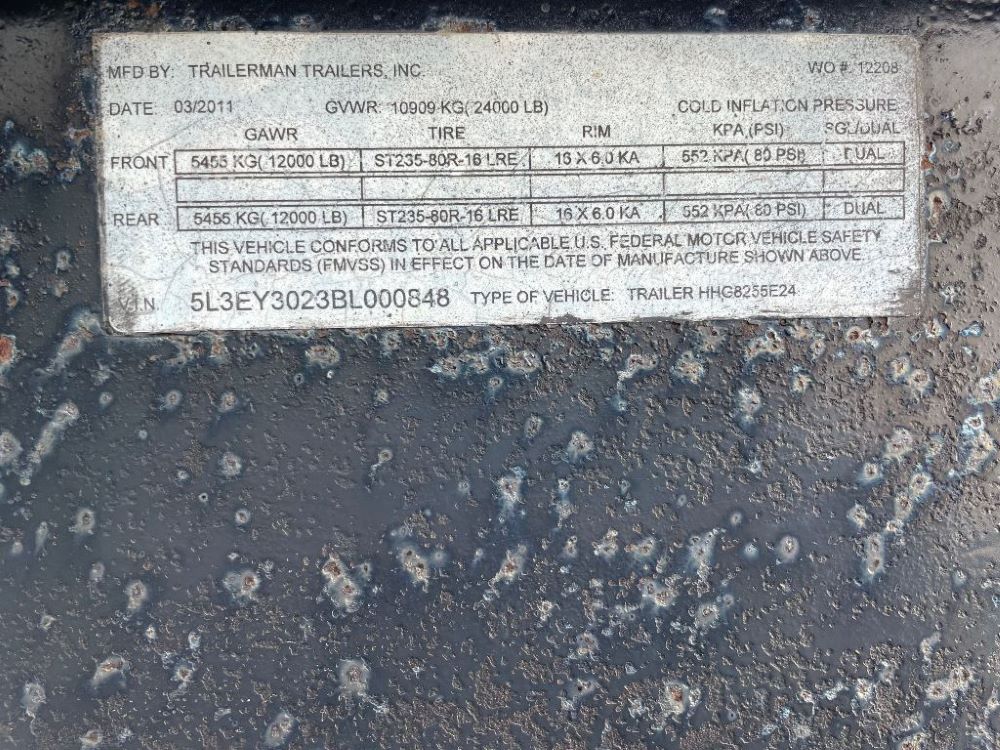 MFD BY: TRAILERMAN TRAILERS, INC. WO #: 12208
DATE: 03/2011 GVWR: 10909 KG( 24000 LB) COLD INFLATION PRESSURE
GAWR TIRE RIM KPA,(PSI) SGL/DUAL
FRONT 5455 KG( 12000 LB) ST235-80R-16 LRE 16 X 6.0 KA 552 KPA( 80 PSI) DUAL
REAR 5455 KG( 12000 LB) ST235-80R-16 LRE 16 X 6.0 KA 552 KPA( 80 PSI) DUAL
THIS VEHICLE CONFORMS TO ALL APPLICABLE U.S. FEDERAL MOTOR VEHICLE SAFETY
STANDARDS (FMVSS) IN EFFECT ON THE DATE OF MANUFACTURE SHOWN ABOVE.
V.I.N. 5L3EY3023BL000848 TYPE OF VEHICLE: TRAILER HHG8255E24